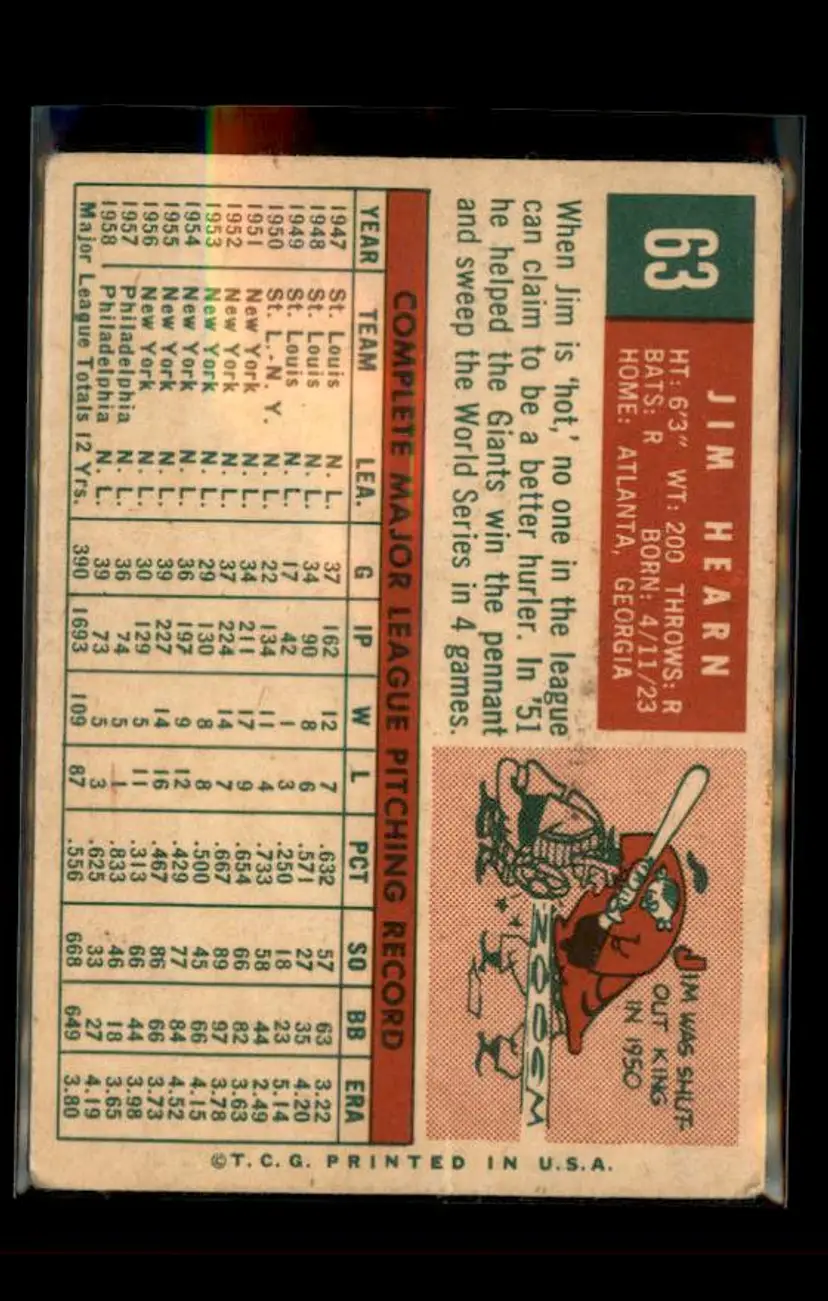 63
JIM HEARN
HT: 6'3" WT: 200 THROWS: R
BATS: R BORN: 4/11/23
HOME: ATLANTA, GEORGIA
When Jim is 'hot,' no one in the league
can claim to be a better hurler. In '51
he helped the Giants win the pennant
and sweep the World Series in 4 games.
JIM WAS SHUT-
OUT KING
IN 1950
ZOOOM
COMPLETE MAJOR LEAGUE PITCHING RECORD
YEAR TEAM LEA. G IP W L PCT SO BB ERA
1947 St. Louis N. L. 37 162 12 7 .632 57 63 3.22
1948 St. Louis N. L. 34 90 8 6 .571 27 35 4.20
1949 St. Louis N. L. 17 42 1 3 .250 18 23 5.14
1950 St. L.-N. Y. N. L. 22 134 11 4 .733 58 44 2.49
1951 New York N. L. 34 211 17 9 .654 66 82 3.63
1952 New York N. L. 37 224 14 7 .667 89 97 3.78
1953 New York N. L. 29 130 8 8 .500 45 66 4.15
1954 New York N. L. 36 197 9 12 .429 77 84 4.52
1955 New York N. L. 39 227 14 16 .467 86 66 3.73
1956 New York N. L. 30 129 5 11 .313 66 44 3.98
1957 Philadelphia N. L. 36 74 5 1 .833 46 18 3.65
1958 Philadelphia N. L. 39 73 5 3 .625 33 27 4.19
Major League Totals 12 Yrs. 390 1693 109 87 .556 668 649 3.80
©T.C.G. PRINTED IN U.S.A.